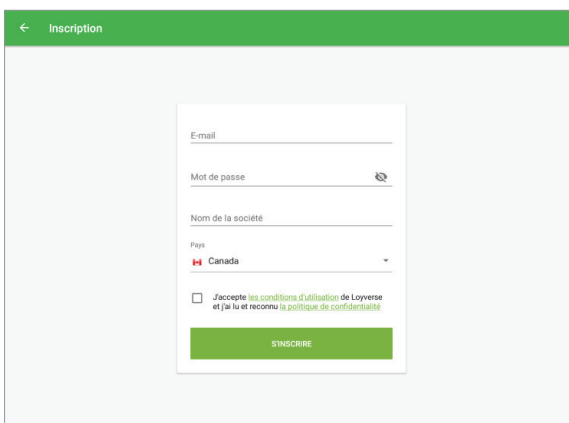 Inscription
E-mail
Mot de passe
Nom de la société
Pays
Canada
J'accepte les conditions d'utilisation de Loyverse
et j'ai lu et reconnu la politique de confidentialité
S'INSCRIRE